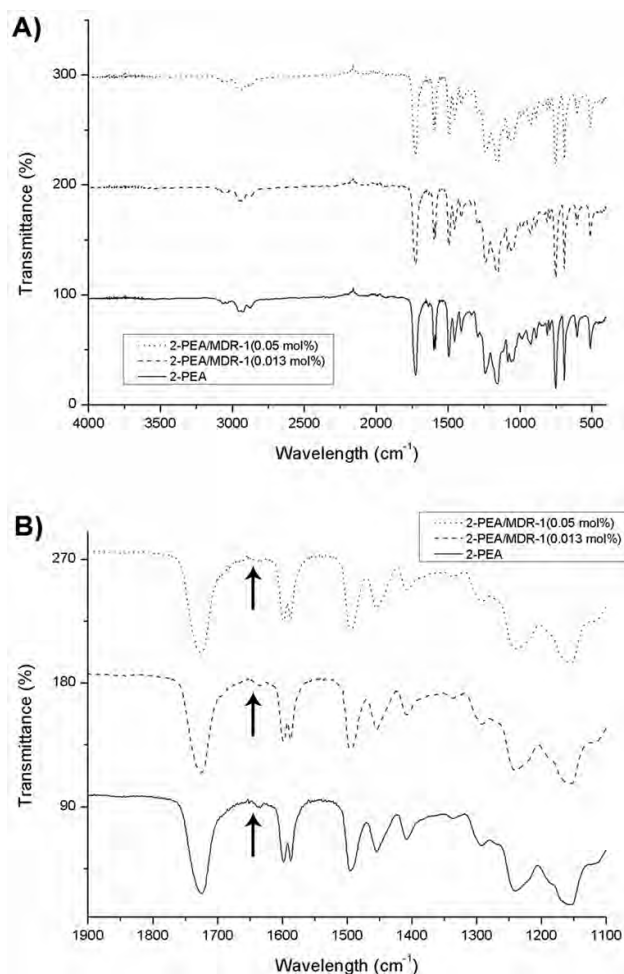 A)
300
200
100
0
Transmittance (%)
2-PEA/MDR-1(0.05 mol%)
2-PEA/MDR-1(0.013 mol%)
2-PEA
4000 3500 3000 2500 2000 1500 1000 500
Wavelength (cm⁻¹)
B)
2-PEA/MDR-1(0.05 mol%)
2-PEA/MDR-1(0.013 mol%)
2-PEA
270
180
90
Transmittance (%)
1900 1800 1700 1600 1500 1400 1300 1200 1100
Wavelength (cm⁻¹)